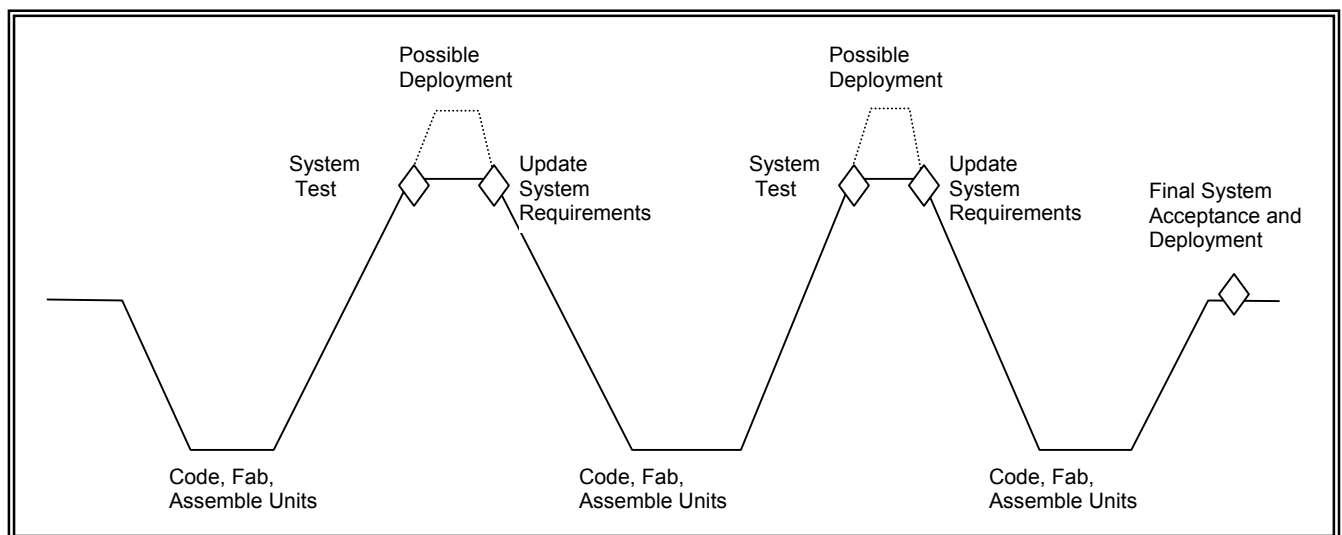 Possible
Deployment
System
Test
Update
System
Requirements
Possible
Deployment
System
Test
Update
System
Requirements
Final System
Acceptance and
Deployment
Code, Fab,
Assemble Units
Code, Fab,
Assemble Units
Code, Fab,
Assemble Units